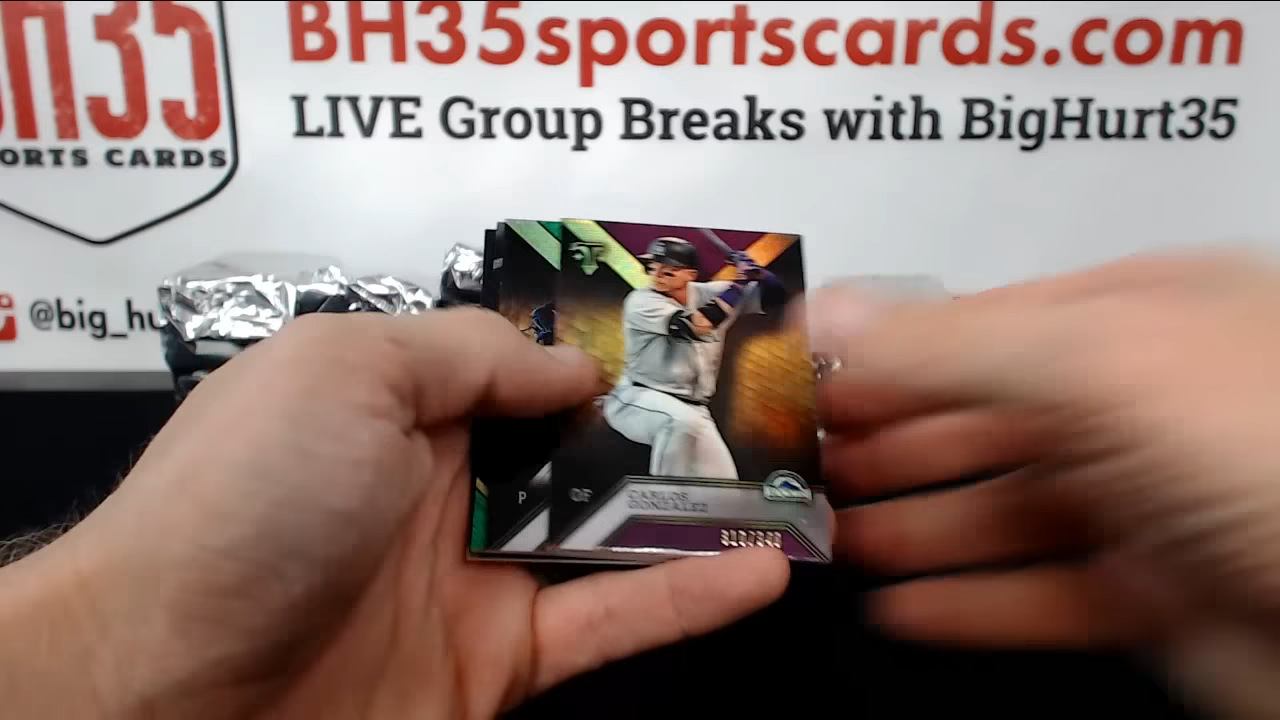 BH35sportscards.com
LIVE Group Breaks with BigHurt35
ORTS CARDS
@big_hu
P
OF
CARLOS
GONZALEZ